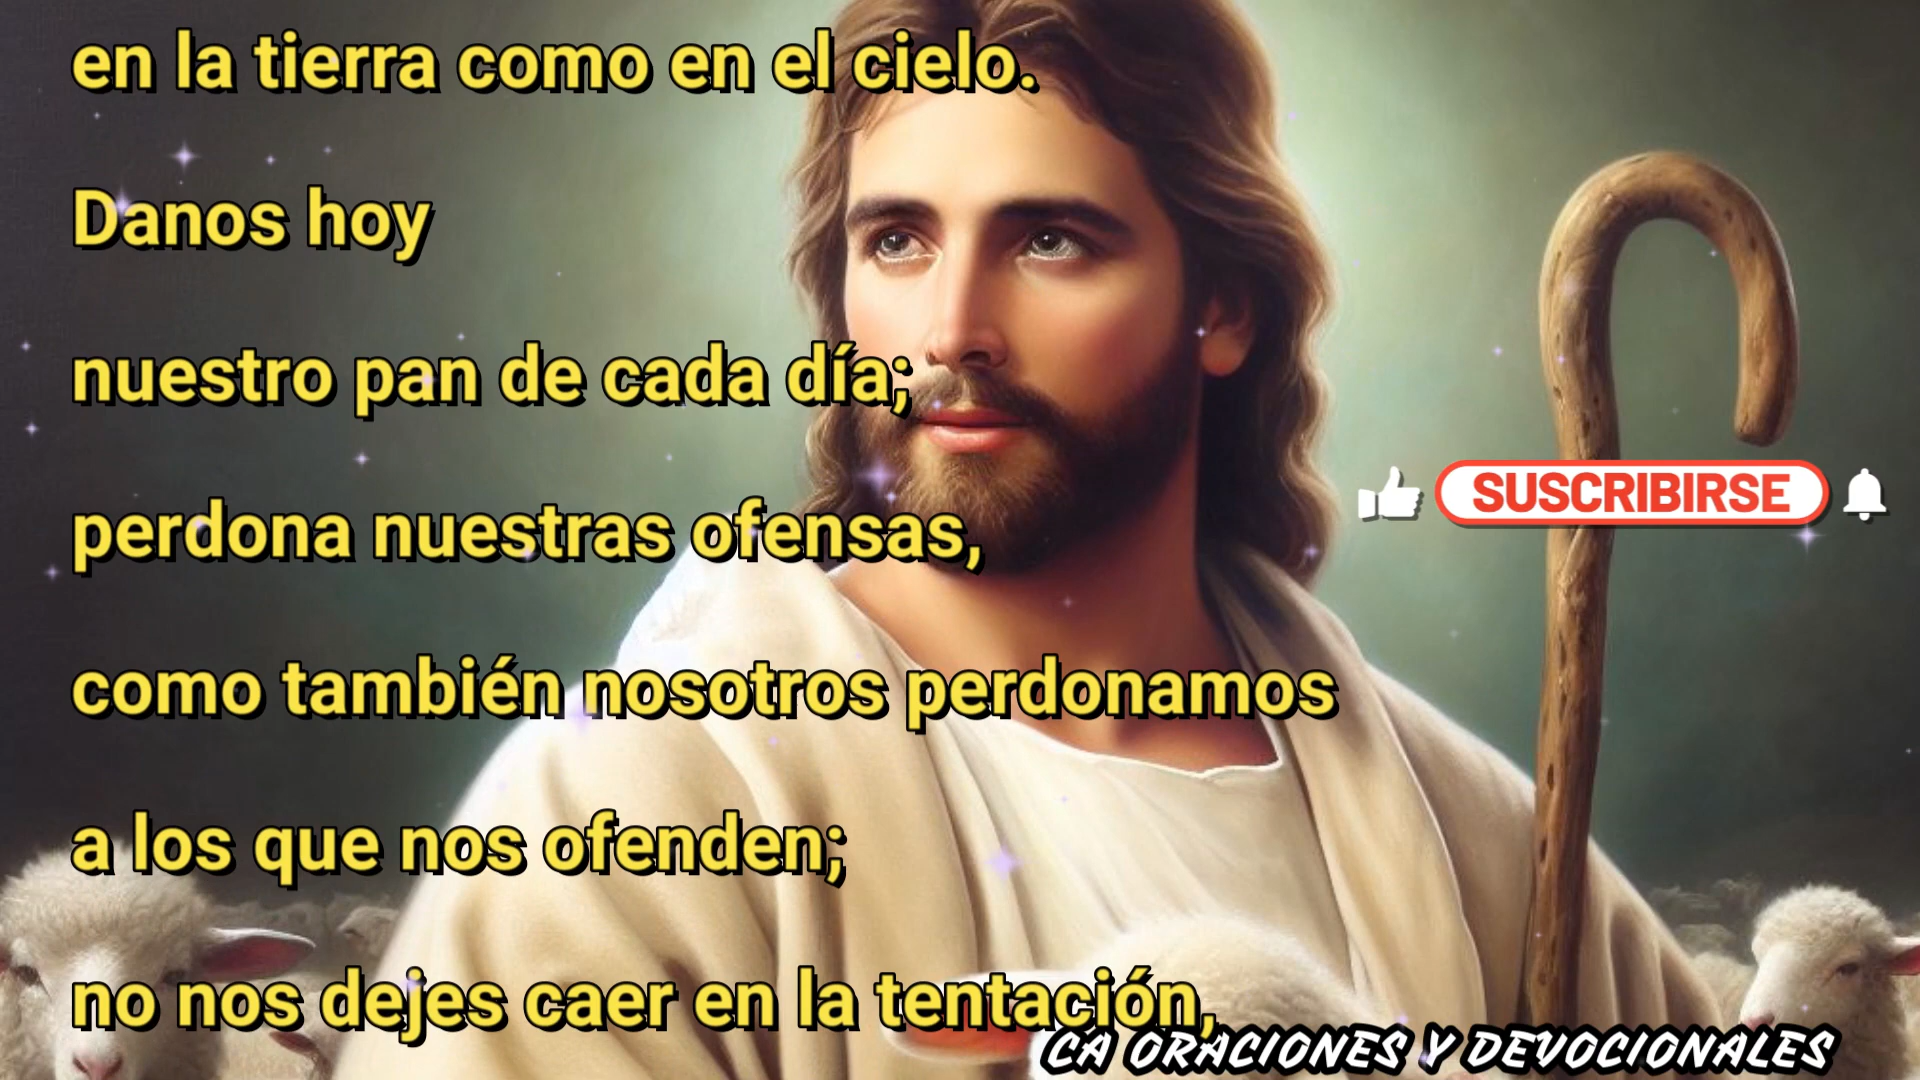 en la tierra como en el cielo.
Danos hoy
nuestro pan de cada día;
perdona nuestras ofensas,
SUSCRIBIRSE
como también nosotros perdonamos
a los que nos ofenden;
no nos dejes caer en la tentación,
CA ORACIONES Y DEVOCIONALES